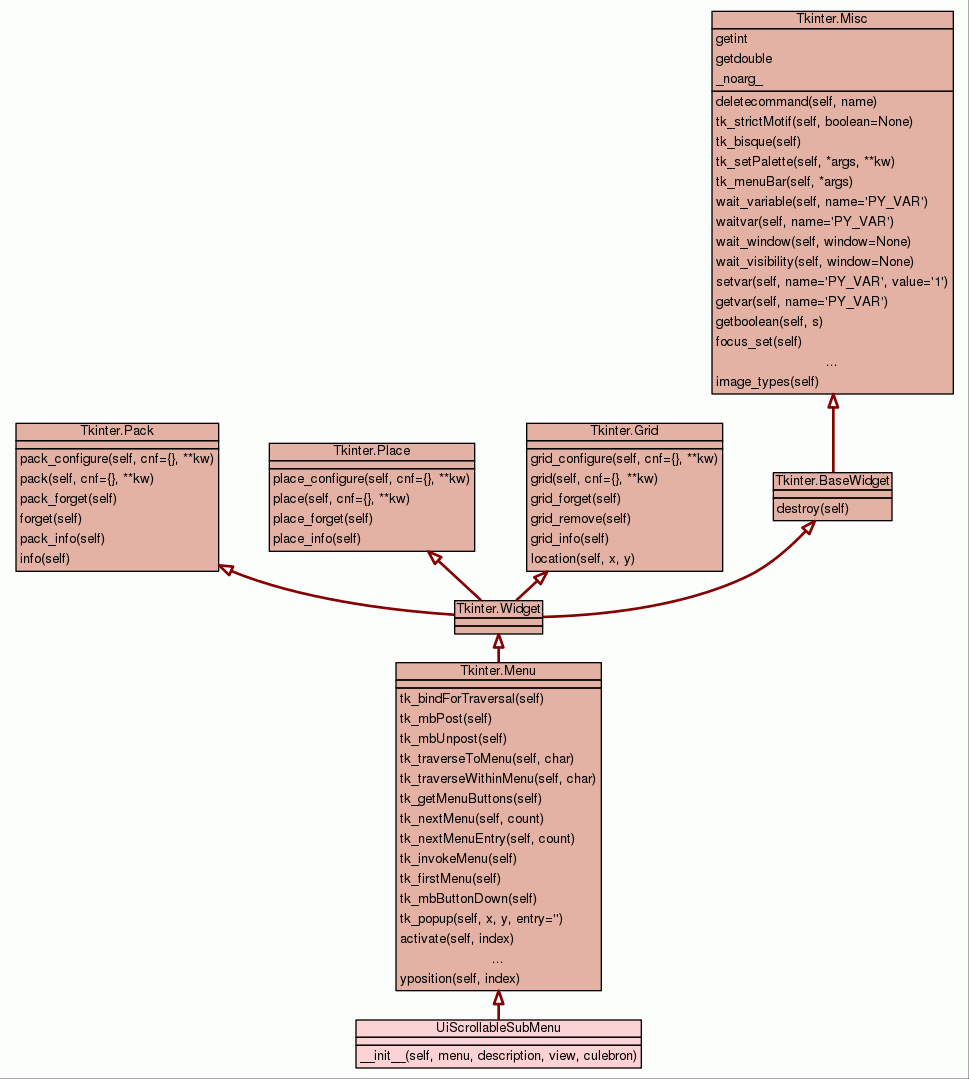 Tkinter.Misc
getint
getdouble
_noarg_
deletecommand(self, name)
tk_strictMotif(self, boolean=None)
tk_bisque(self)
tk_setPalette(self, *args, **kw)
tk_menuBar(self, *args)
wait_variable(self, name='PY_VAR')
waitvar(self, name='PY_VAR')
wait_window(self, window=None)
wait_visibility(self, window=None)
setvar(self, name='PY_VAR', value='1')
getvar(self, name='PY_VAR')
getboolean(self, s)
focus_set(self)
...
image_types(self)
Tkinter.Pack
pack_configure(self, cnf={}, **kw)
pack(self, cnf={}, **kw)
pack_forget(self)
forget(self)
pack_info(self)
info(self)
Tkinter.Place
place_configure(self, cnf={}, **kw)
place(self, cnf={}, **kw)
place_forget(self)
place_info(self)
Tkinter.Grid
grid_configure(self, cnf={}, **kw)
grid(self, cnf={}, **kw)
grid_forget(self)
grid_remove(self)
grid_info(self)
location(self, x, y)
Tkinter.BaseWidget
destroy(self)
Tkinter.Widget
Tkinter.Menu
tk_bindForTraversal(self)
tk_mbPost(self)
tk_mbUnpost(self)
tk_traverseToMenu(self, char)
tk_traverseWithinMenu(self, char)
tk_getMenuButtons(self)
tk_nextMenu(self, count)
tk_nextMenuEntry(self, count)
tk_invokeMenu(self)
tk_firstMenu(self)
tk_mbButtonDown(self)
tk_popup(self, x, y, entry='')
activate(self, index)
...
yposition(self, index)
UiScrollableSubMenu
__init__(self, menu, description, view, culebron)